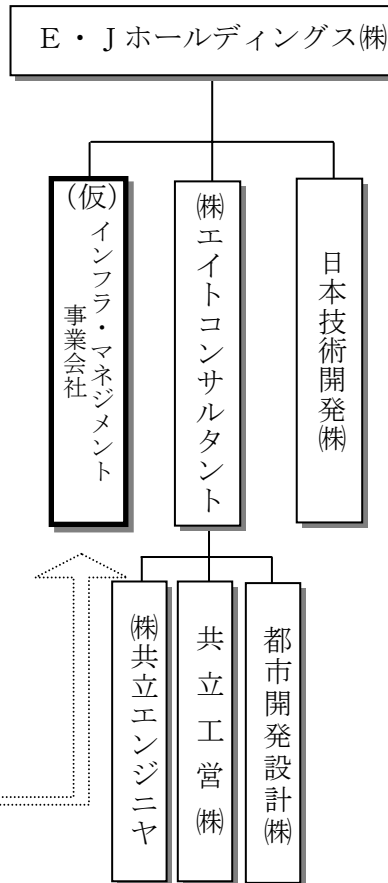 E・Jホールディングス㈱
(仮)
インフラ・マネジメント
事業会社
㈱エイトコンサルタント
日本技術開発㈱
㈱共立エンジニヤ
共立工営㈱
都市開発設計㈱